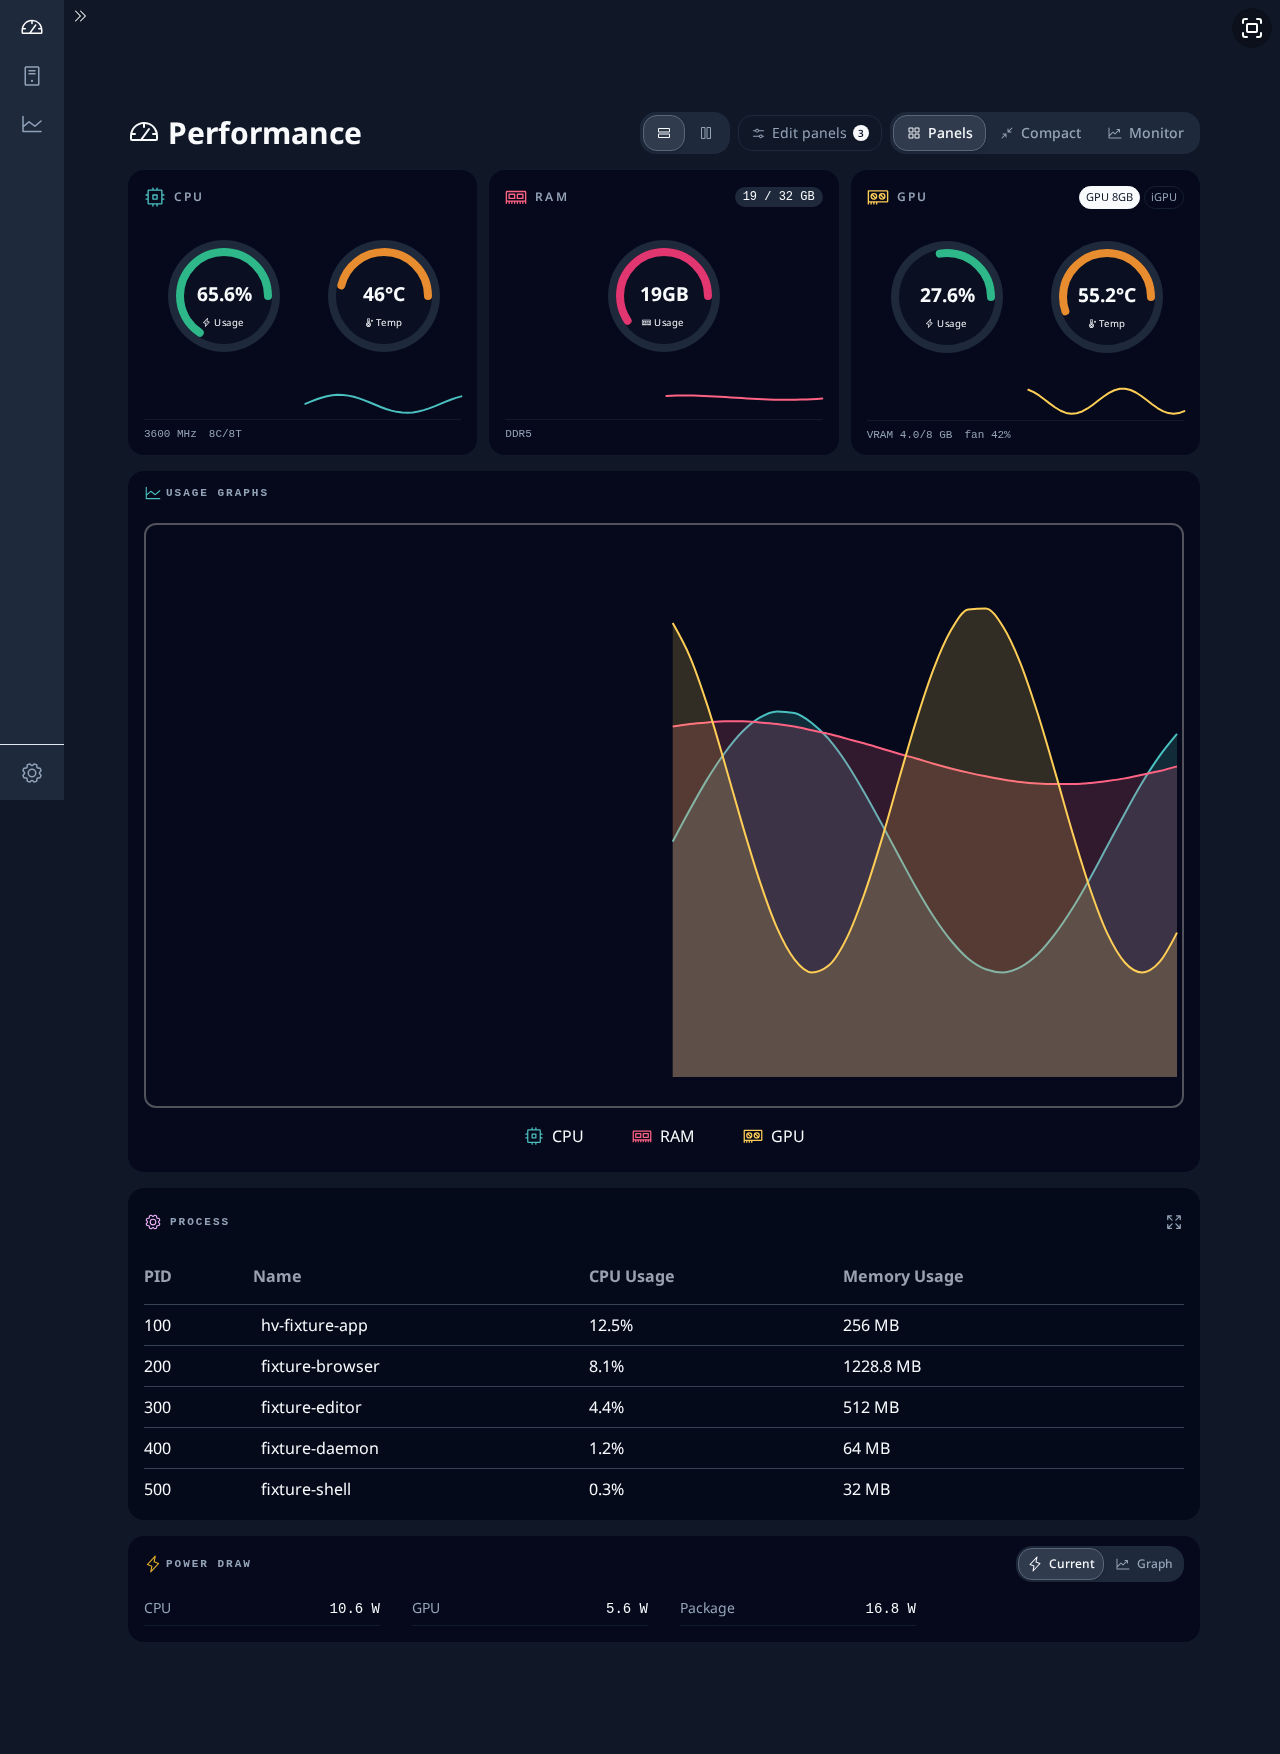 Performance
Edit panels 3
Panels
Compact
Monitor
CPU
65.6%
Usage
46°C
Temp
3600 MHz 8C/8T
RAM
19 / 32 GB
19GB
Usage
DDR5
GPU
GPU 8GB
iGPU
27.6%
Usage
55.2°C
Temp
VRAM 4.0/8 GB fan 42%
USAGE GRAPHS
CPU
RAM
GPU
PROCESS
PID Name CPU Usage Memory Usage
100 hv-fixture-app 12.5% 256 MB
200 fixture-browser 8.1% 1228.8 MB
300 fixture-editor 4.4% 512 MB
400 fixture-daemon 1.2% 64 MB
500 fixture-shell 0.3% 32 MB
POWER DRAW
Current
Graph
CPU 10.6 W
GPU 5.6 W
Package 16.8 W